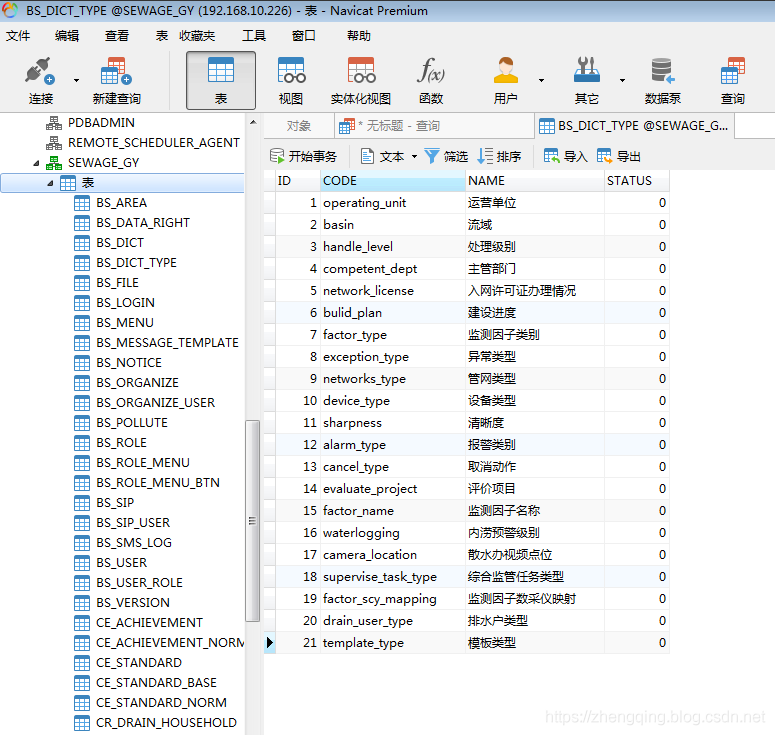 BS_DICT_TYPE @SEWAGE_GY (192.168.10.226) - 表 - Navicat Premium
文件 编辑 查看 表 收藏夹 工具 窗口 帮助
连接 新建查询 表 视图 实体化视图 f(x) 函数 用户 其它 数据泵 查询
对象 * 无标题 - 查询 BS_DICT_TYPE @SEWAGE_G...
开始事务 文本 筛选 排序 导入 导出
PDBADMIN
REMOTE_SCHEDULER_AGENT
SEWAGE_GY
表
BS_AREA
BS_DATA_RIGHT
BS_DICT
BS_DICT_TYPE
BS_FILE
BS_LOGIN
BS_MENU
BS_MESSAGE_TEMPLATE
BS_NOTICE
BS_ORGANIZE
BS_ORGANIZE_USER
BS_POLLUTE
BS_ROLE
BS_ROLE_MENU
BS_ROLE_MENU_BTN
BS_SIP
BS_SIP_USER
BS_SMS_LOG
BS_USER
BS_USER_ROLE
BS_VERSION
CE_ACHIEVEMENT
CE_ACHIEVEMENT_NORM
CE_STANDARD
CE_STANDARD_BASE
CE_STANDARD_NORM
CR_DRAIN_HOUSEHOLD
ID CODE NAME STATUS
1 operating_unit 运营单位 0
2 basin 流域 0
3 handle_level 处理级别 0
4 competent_dept 主管部门 0
5 network_license 入网许可证办理情况 0
6 bulid_plan 建设进度 0
7 factor_type 监测因子类别 0
8 exception_type 异常类型 0
9 networks_type 管网类型 0
10 device_type 设备类型 0
11 sharpness 清晰度 0
12 alarm_type 报警类别 0
13 cancel_type 取消动作 0
14 evaluate_project 评价项目 0
15 factor_name 监测因子名称 0
16 waterlogging 内涝预警级别 0
17 camera_location 散水办视频点位 0
18 supervise_task_type 综合监管任务类型 0
19 factor_scy_mapping 监测因子数采仪映射 0
20 drain_user_type 排水户类型 0
21 template_type 模板类型 0
https://zhengqing.blog.csdn.net